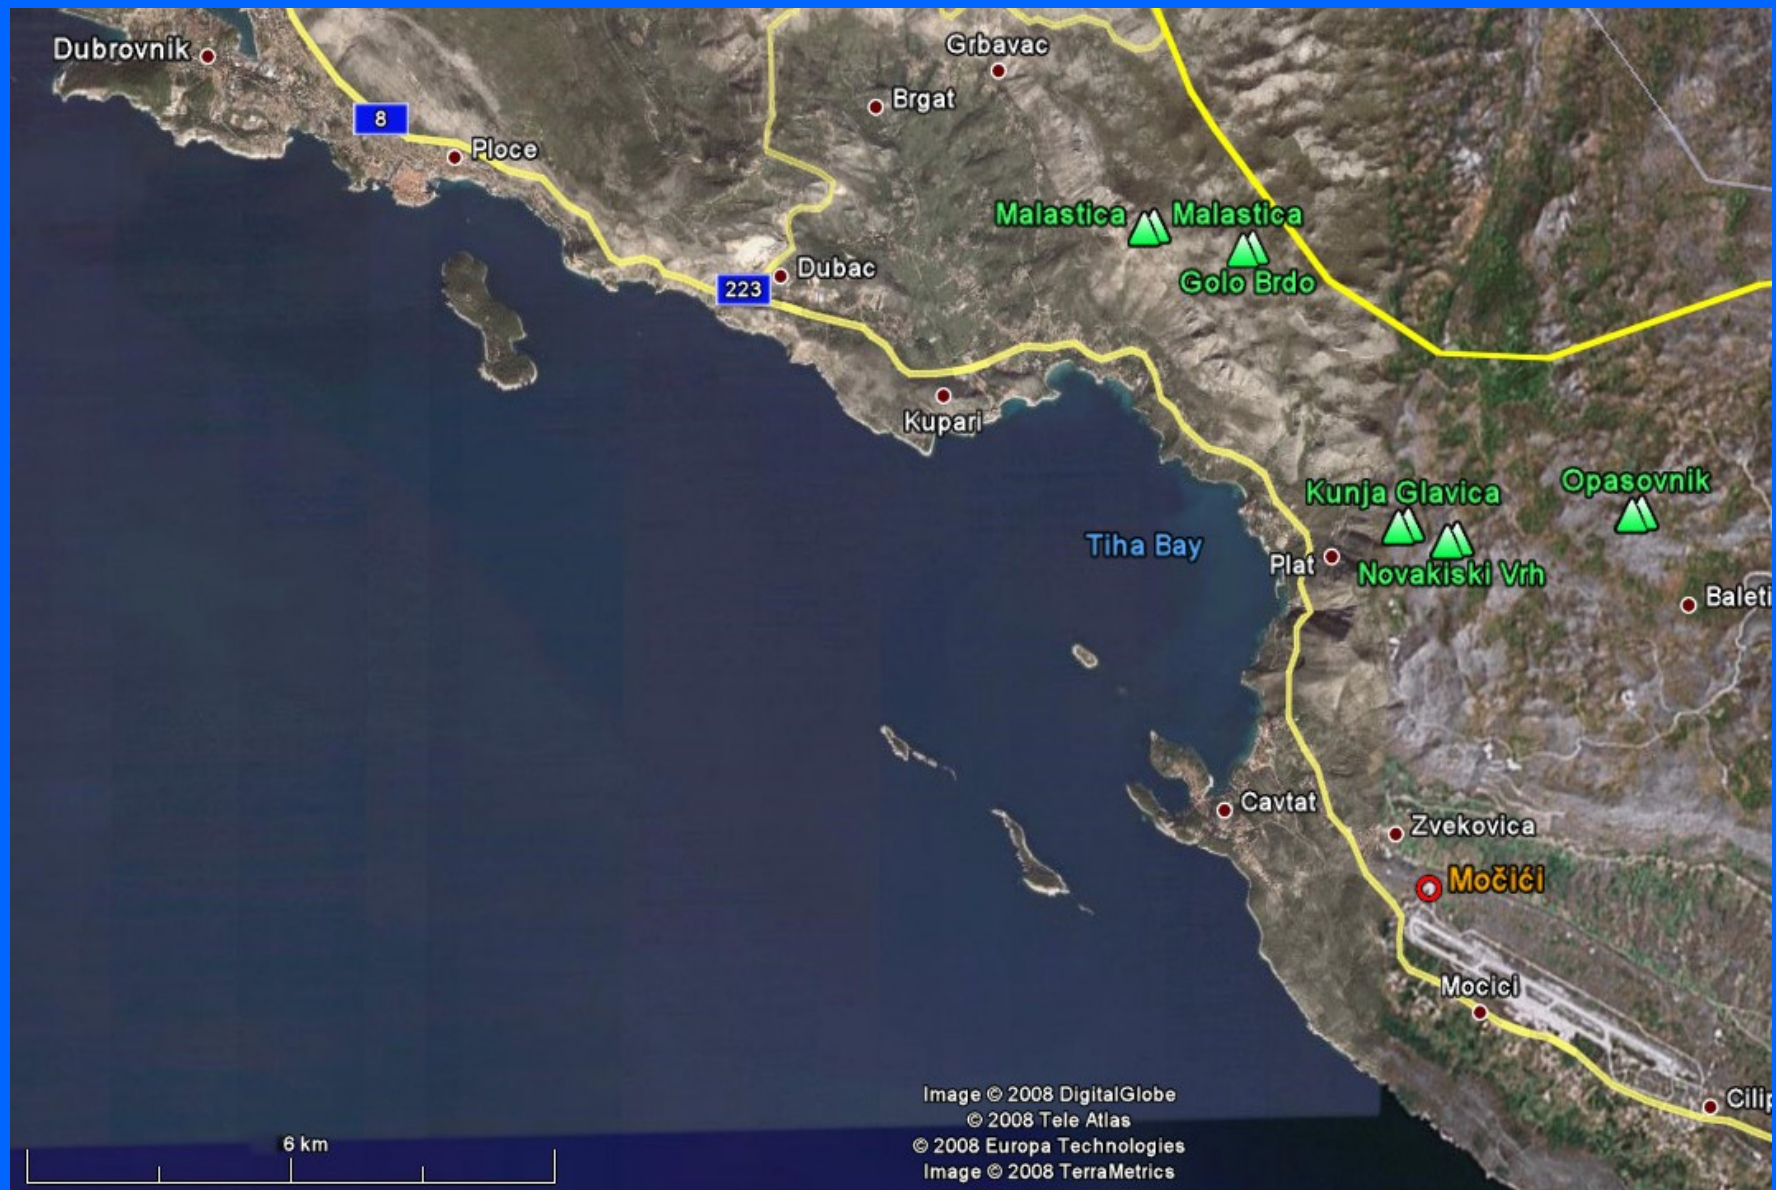 Dubrovnik
Grbavac
Brgat
8
Ploce
Malastica
Malastica
Golo Brdo
Dubac
223
Kupari
Opasovnik
Kunja Glavica
Tiha Bay
Plat
Novakiski Vrh
Baleti
Cavtat
Zvekovica
Močići
Mocici
Cilip
Image © 2008 DigitalGlobe
© 2008 Tele Atlas
© 2008 Europa Technologies
Image © 2008 TerraMetrics
6 km